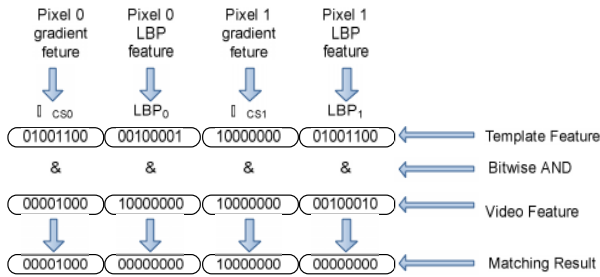 Pixel 0 gradient feture
Pixel 0 LBP feature
Pixel 1 gradient feture
Pixel 1 LBP feature
CS0 LBP0 CS1 LBP1
01001100 00100001 10000000 01001100 Template Feature
& & & & Bitwise AND
00001000 10000000 10000000 00100010 Video Feature
00001000 00000000 10000000 00000000 Matching Result